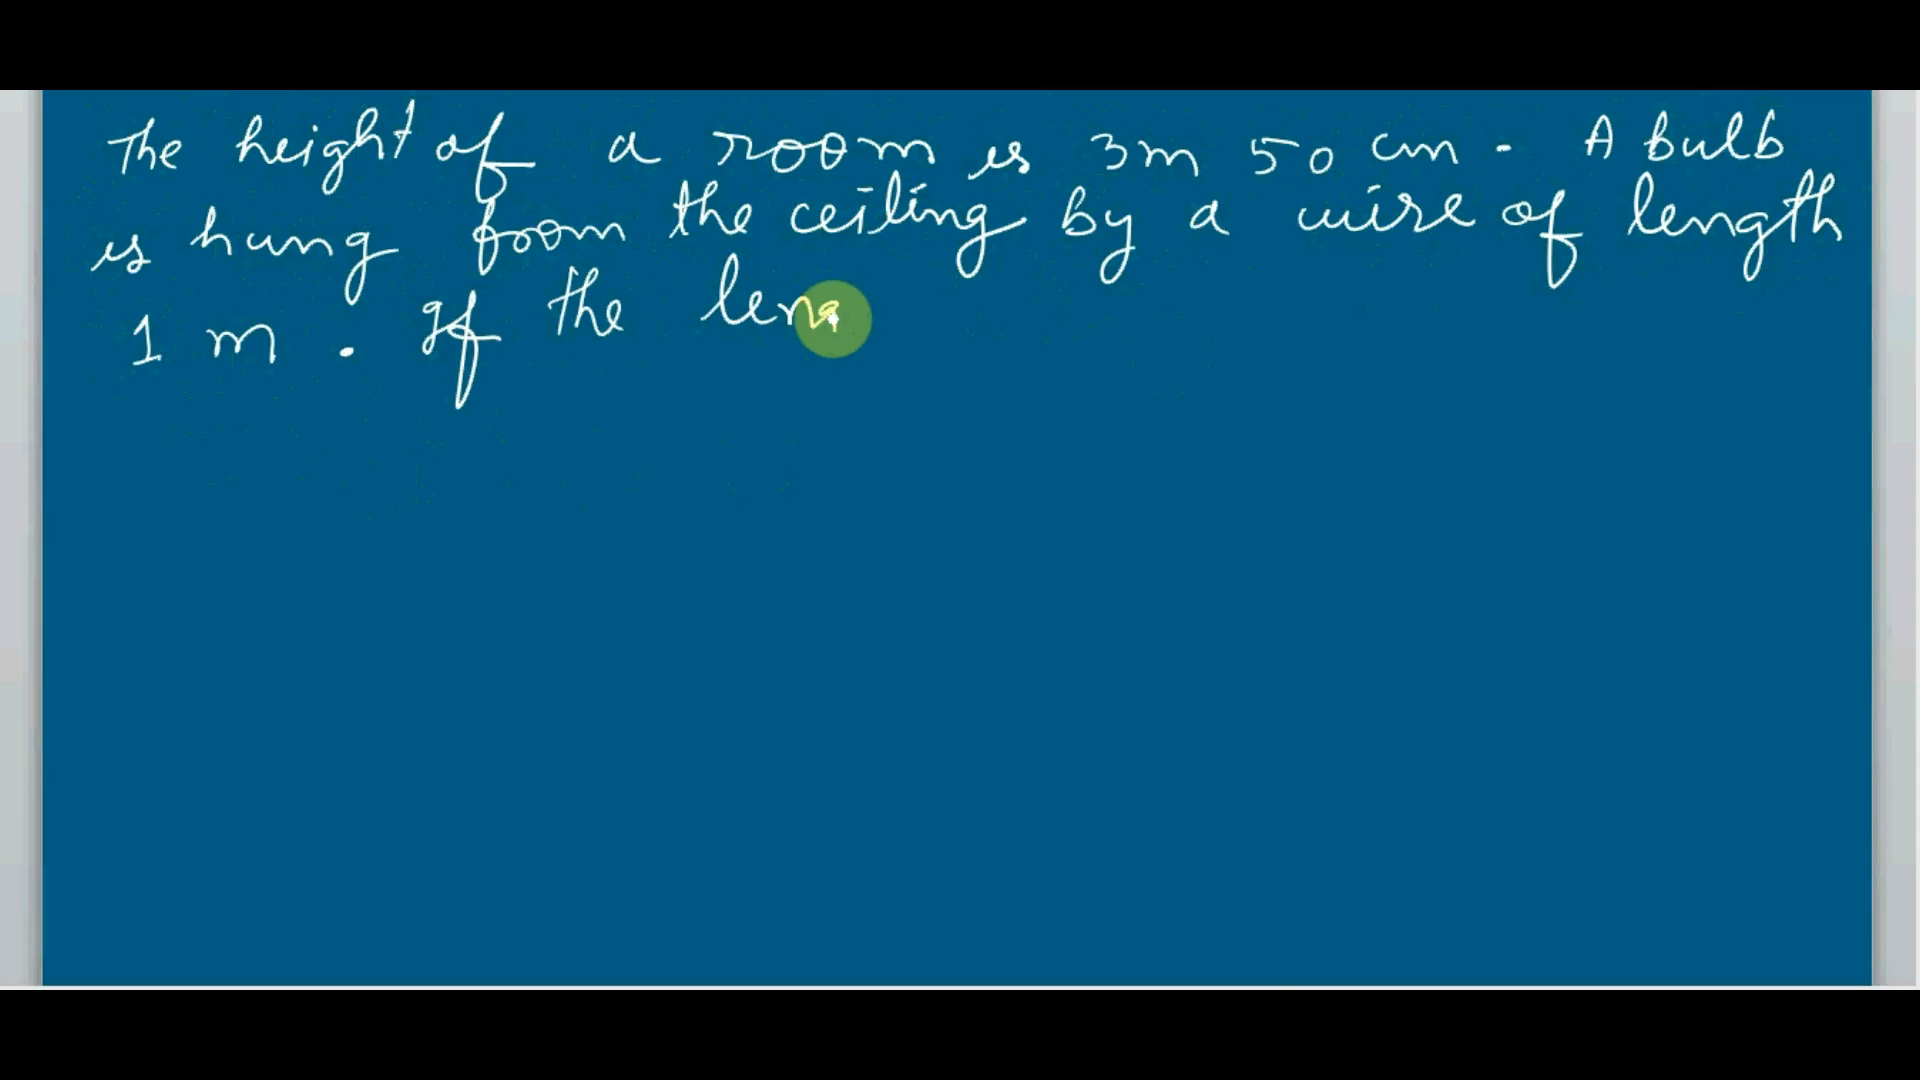 The height of a room is 3m 50 cm. A bulb
is hung from the ceiling by a wire of length
1 m. If the leng